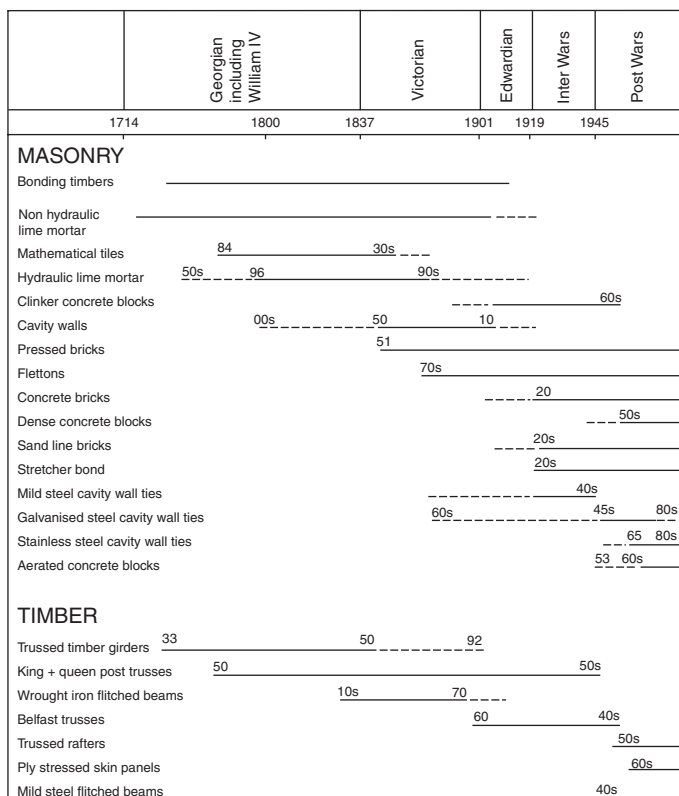 Georgian
including
William IV
Victorian
Edwardian
Inter Wars
Post Wars
1714 1800 1837 1901 1919 1945
MASONRY
Bonding timbers
Non hydraulic
lime mortar
Mathematical tiles 84 30s
Hydraulic lime mortar 50s 96 90s
Clinker concrete blocks 60s
Cavity walls 00s 50 10
Pressed bricks 51
Flettons 70s
Concrete bricks 20
Dense concrete blocks 50s
Sand line bricks 20s
Stretcher bond 20s
Mild steel cavity wall ties 40s
Galvanised steel cavity wall ties 60s 45s 80s
Stainless steel cavity wall ties 65 80s
Aerated concrete blocks 53 60s
TIMBER
Trussed timber girders 33 50 92
King + queen post trusses 50 50s
Wrought iron flitched beams 10s 70
Belfast trusses 60 40s
Trussed rafters 50s
Ply stressed skin panels 60s
Mild steel flitched beams 40s